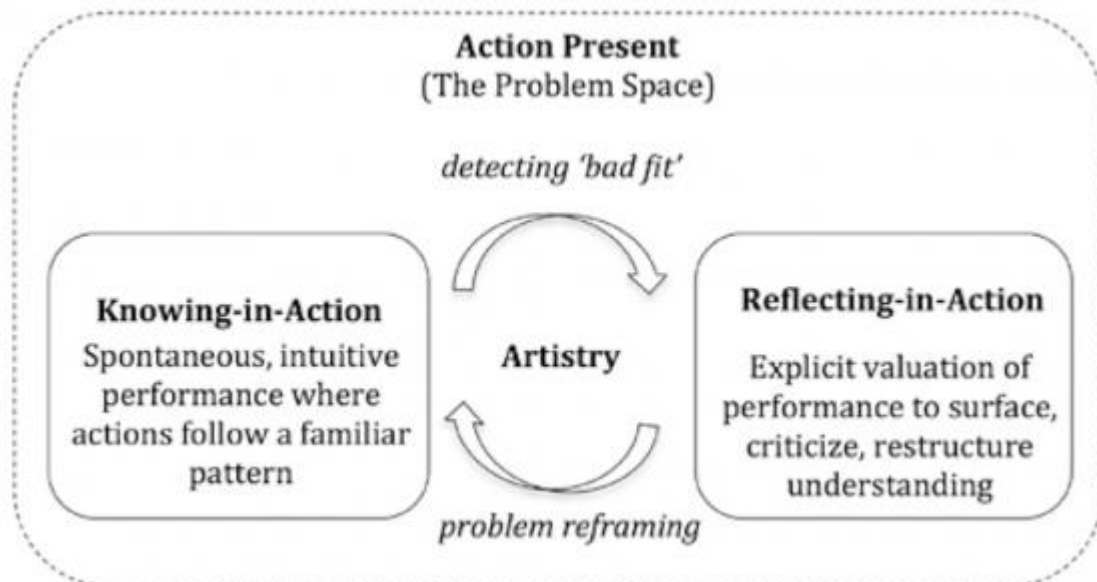 Action Present
(The Problem Space)
detecting ‘bad fit’
Knowing-in-Action
Spontaneous, intuitive
performance where
actions follow a familiar
pattern
Artistry
Reflecting-in-Action
Explicit valuation of
performance to surface,
criticize, restructure
understanding
problem reframing